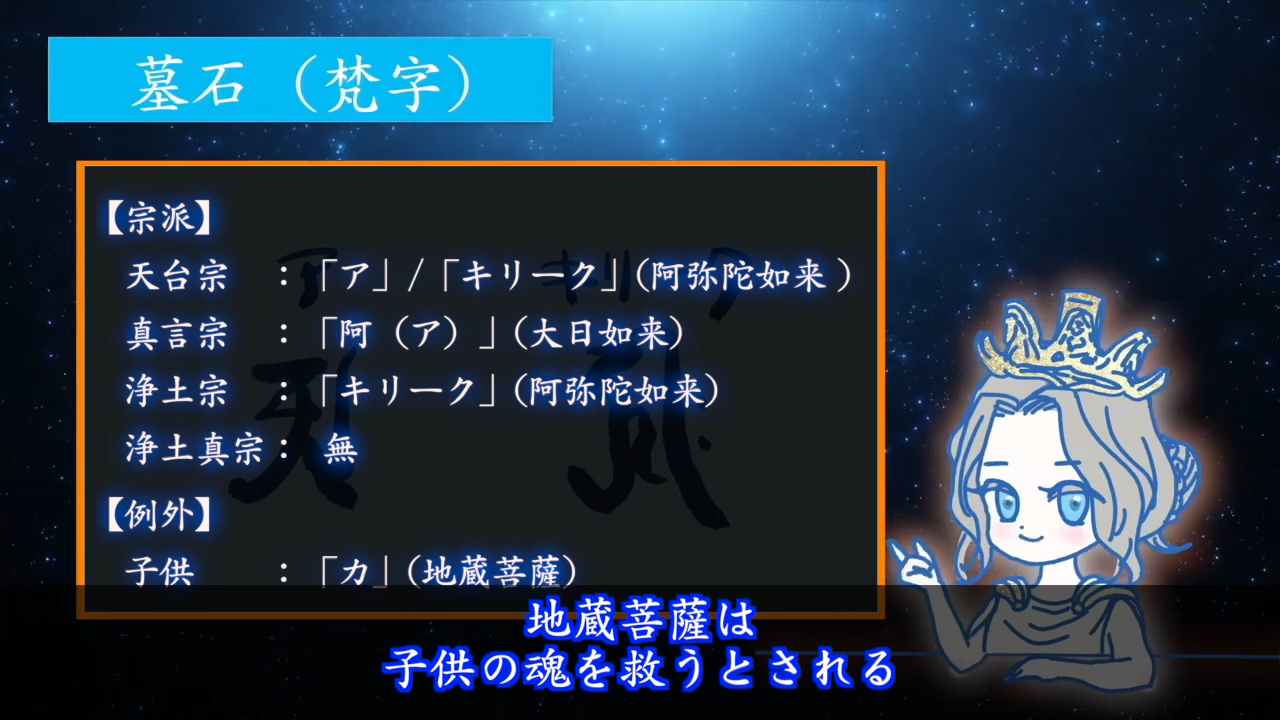 墓石（梵字）
【宗派】
天台宗　：「ア」/「キリーク」（阿弥陀如来）
真言宗　：「阿（ア）」（大日如来）
浄土宗　：「キリーク」（阿弥陀如来）
浄土真宗：　無
【例外】
子供　　：「カ」（地蔵菩薩）
地蔵菩薩は
子供の魂を救うとされる